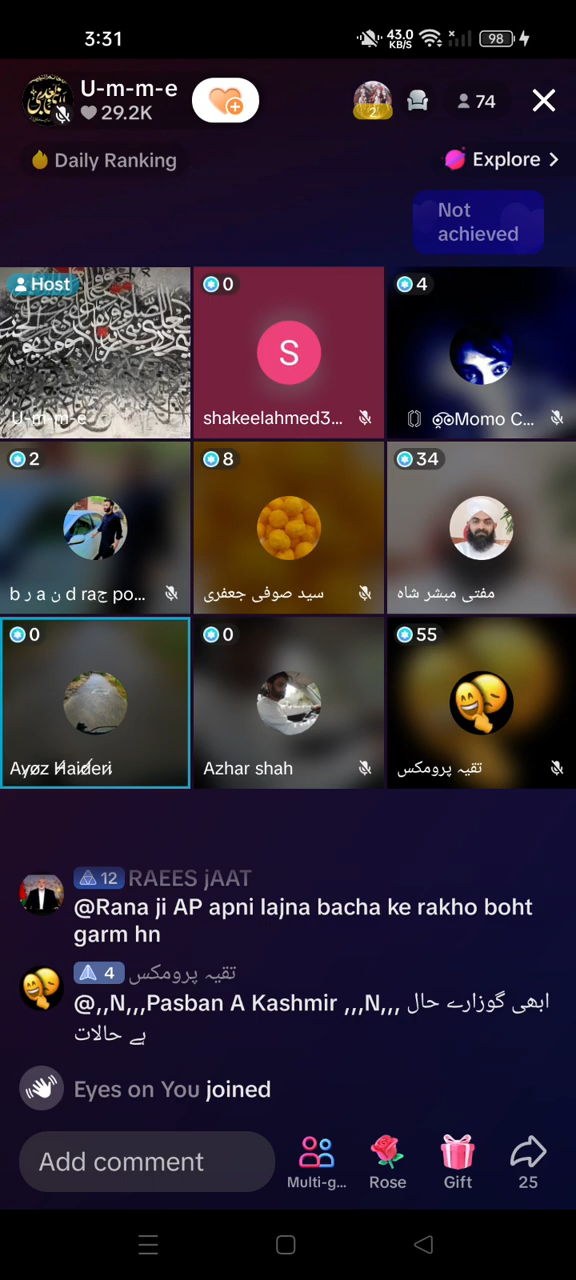 3:31
43.0 KB/S
98
U-m-m-e
29.2K
2
74
Daily Ranking
Explore
Not
achieved
Host
U-m-m-e
0
shakeelahmed3...
4
Momo C...
2
b ر a ن d raج po...
8
سید صوفی جعفری
34
مفتی مبشر شاہ
0
Ayøz Haideri
0
Azhar shah
55
تقیہ پرومکس
12 RAEES jAAT
@Rana ji AP apni lajna bacha ke rakho boht
garm hn
4 تقیہ پرومکس
@,,N,,,Pasban A Kashmir ,,,N,,, ابھی گوزارے حال
ہے حالات
Eyes on You joined
Add comment
Multi-g...
Rose
Gift
25